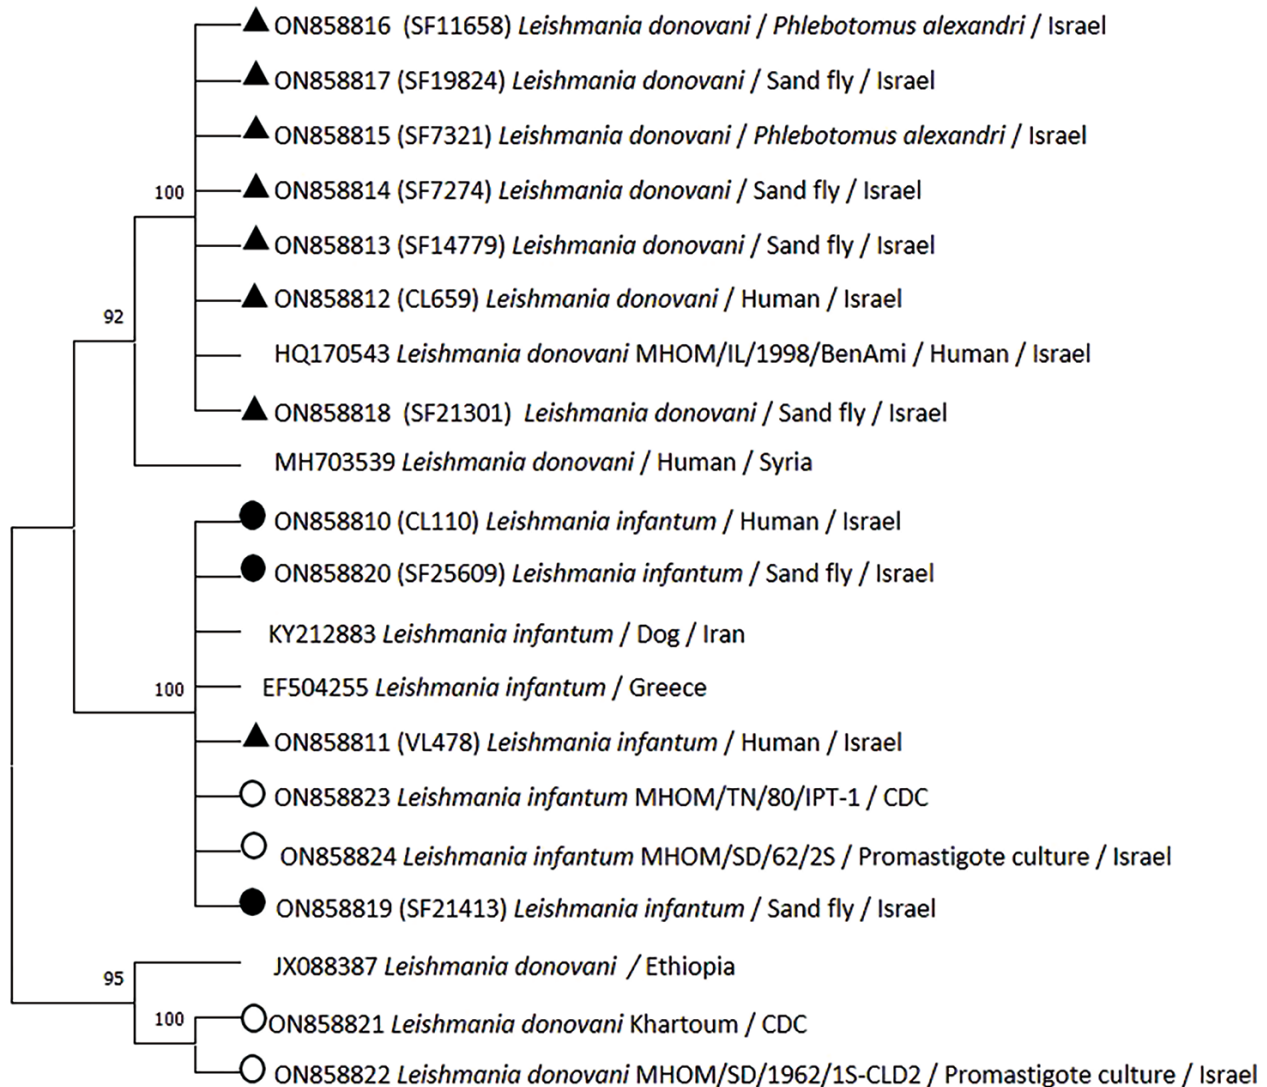 ON858816 (SF11658) Leishmania donovani / Phlebotomus alexandri / Israel
ON858817 (SF19824) Leishmania donovani / Sand fly / Israel
ON858815 (SF7321) Leishmania donovani / Phlebotomus alexandri / Israel
100
ON858814 (SF7274) Leishmania donovani / Sand fly / Israel
ON858813 (SF14779) Leishmania donovani / Sand fly / Israel
ON858812 (CL659) Leishmania donovani / Human / Israel
92
HQ170543 Leishmania donovani MHOM/IL/1998/BenAmi / Human / Israel
ON858818 (SF21301) Leishmania donovani / Sand fly / Israel
MH703539 Leishmania donovani / Human / Syria
ON858810 (CL110) Leishmania infantum / Human / Israel
ON858820 (SF25609) Leishmania infantum / Sand fly / Israel
KY212883 Leishmania infantum / Dog / Iran
100
EF504255 Leishmania infantum / Greece
ON858811 (VL478) Leishmania infantum / Human / Israel
ON858823 Leishmania infantum MHOM/TN/80/IPT-1 / CDC
ON858824 Leishmania infantum MHOM/SD/62/2S / Promastigote culture / Israel
ON858819 (SF21413) Leishmania infantum / Sand fly / Israel
95
JX088387 Leishmania donovani / Ethiopia
100
ON858821 Leishmania donovani Khartoum / CDC
ON858822 Leishmania donovani MHOM/SD/1962/1S-CLD2 / Promastigote culture / Israel